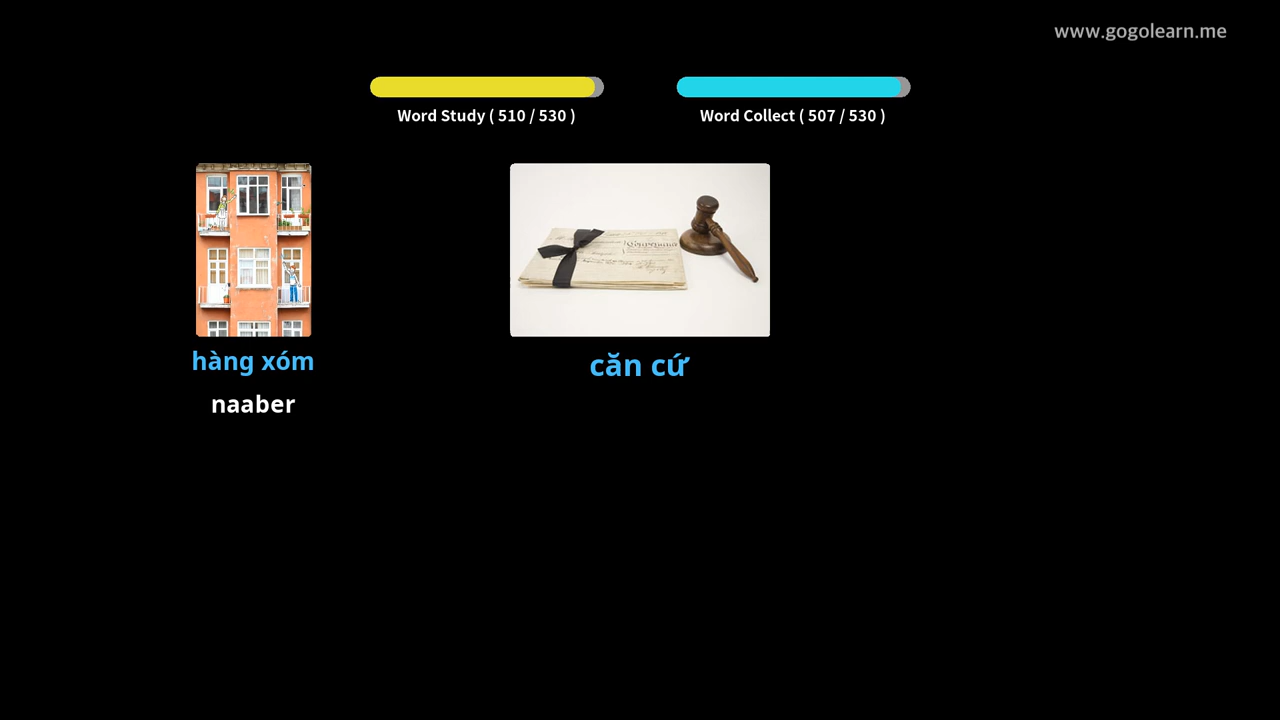 www.gogolearn.me
Word Study ( 510 / 530 )
Word Collect ( 507 / 530 )
hàng xóm
naaber
căn cứ